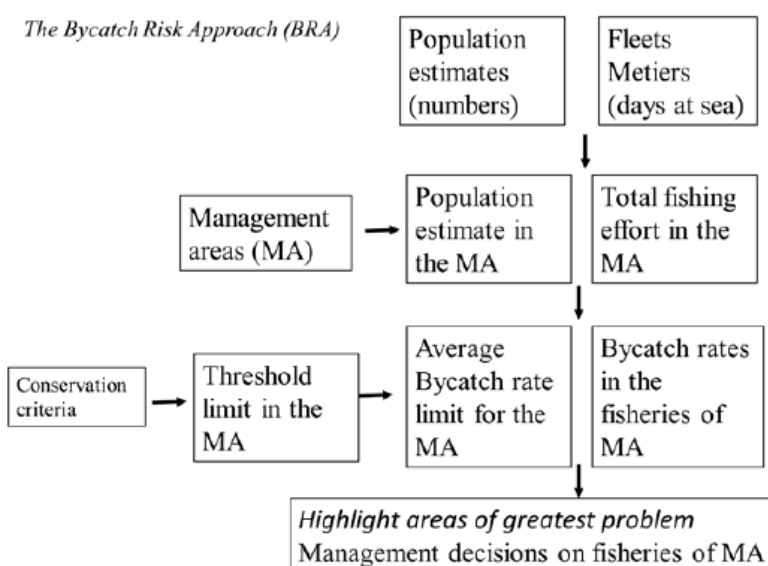 The Bycatch Risk Approach (BRA)
Population
estimates
(numbers)
Fleets
Metiers
(days at sea)
Management
areas (MA)
Population
estimate in
the MA
Total fishing
effort in the
MA
Conservation
criteria
Threshold
limit in the
MA
Average
Bycatch rate
limit for the
MA
Bycatch rates
in the
fisheries of
MA
Highlight areas of greatest problem
Management decisions on fisheries of MA